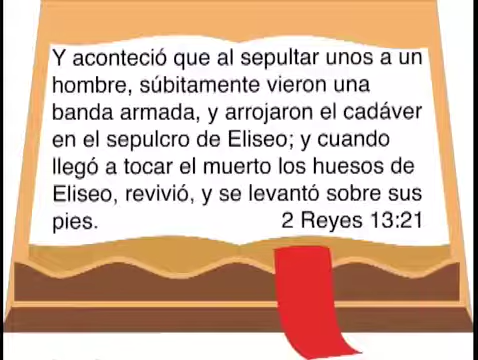 Y aconteció que al sepultar unos a un
hombre, súbitamente vieron una
banda armada, y arrojaron el cadáver
en el sepulcro de Eliseo; y cuando
llegó a tocar el muerto los huesos de
Eliseo, revivió, y se levantó sobre sus
pies. 2 Reyes 13:21